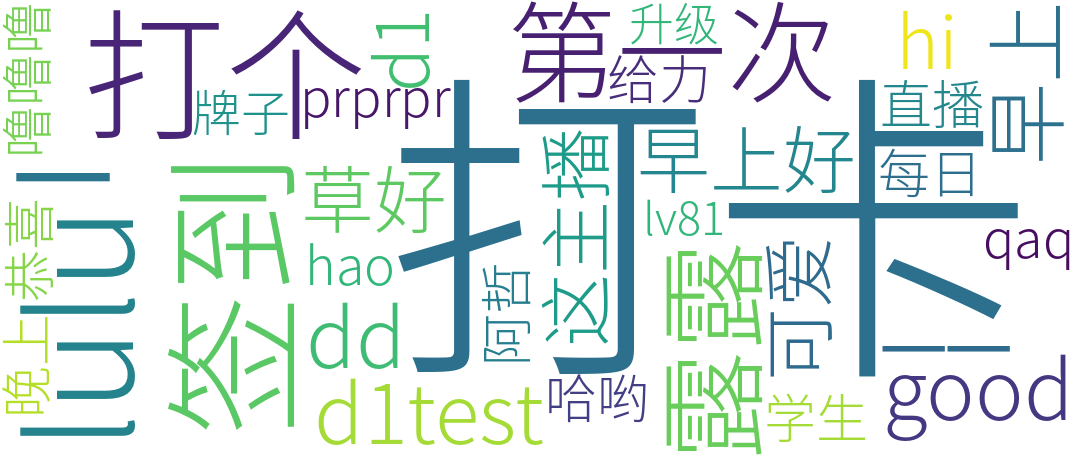 噜噜噜
打个
d1
第一次
升级
hi
早上
牌子
prprpr
给力
直播
每日
打卡
签到
草好
这主播
早上好
lv81
qaq
lulul
恭喜
hao
阿哲
露露
可爱
晚上
dd
d1test
哈哟
学生
good